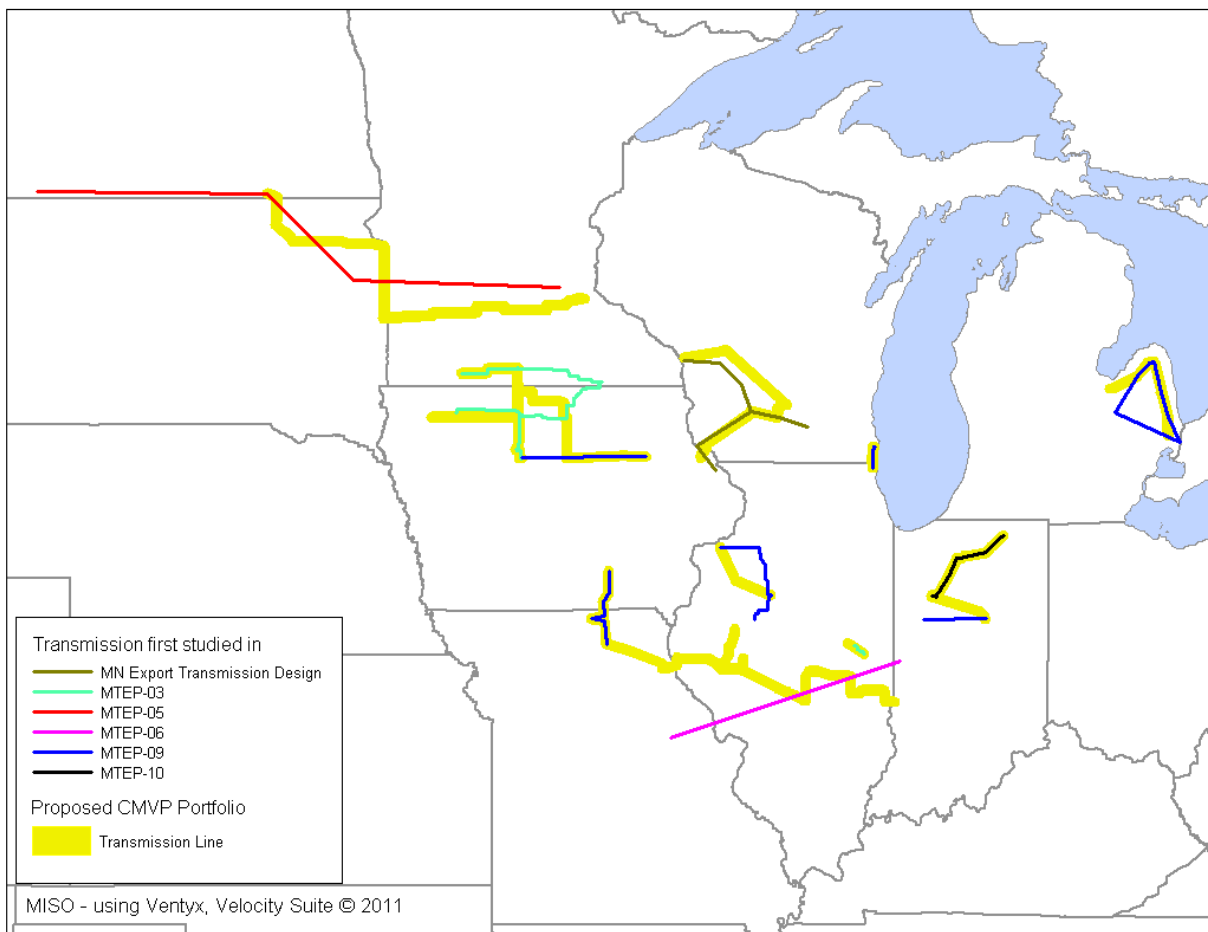 Transmission first studied in
MN Export Transmission Design
MTEP-03
MTEP-05
MTEP-06
MTEP-09
MTEP-10
Proposed CMVP Portfolio
Transmission Line
MISO - using Ventyx, Velocity Suite © 2011